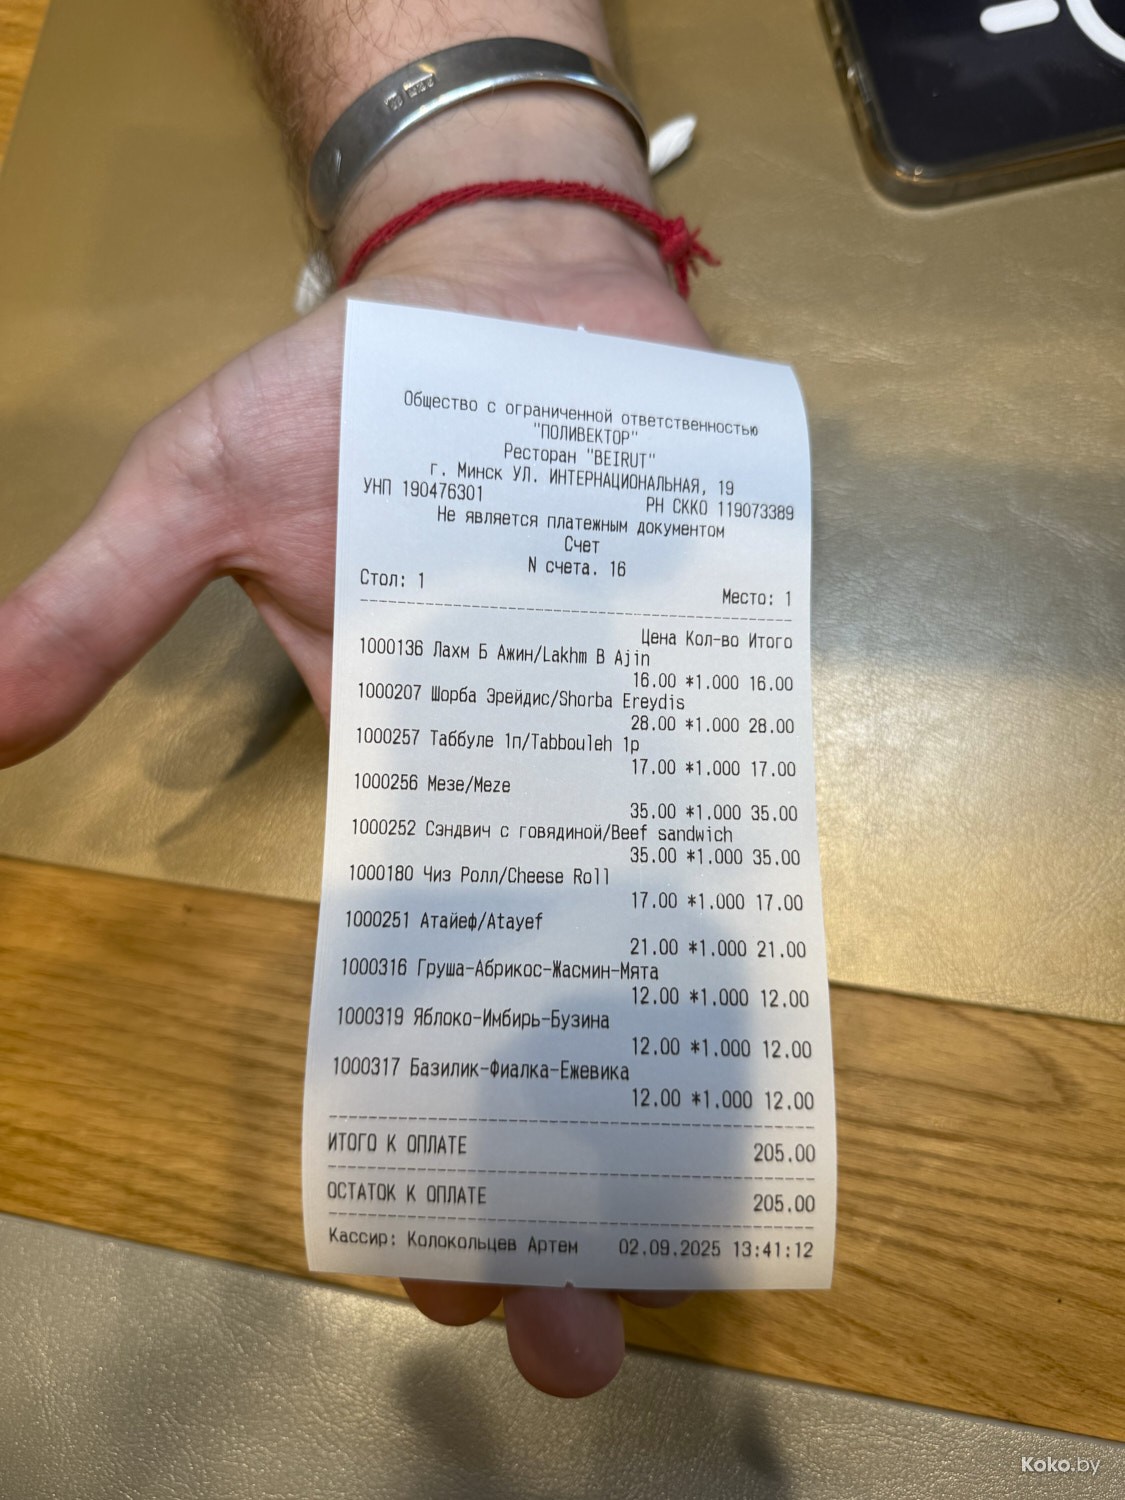 Общество с ограниченной ответственностью
"ПОЛИВЕКТОР"
Ресторан "BEIRUT"
г. Минск УЛ. ИНТЕРНАЦИОНАЛЬНАЯ, 19
УНП 190476301 РН СККО 119073389
Не является платежным документом
Счет
N счета. 16
Стол: 1 Место: 1
Цена Кол-во Итого
1000136 Лахм Б Ажин/Lakhm B Ajin
16.00 *1.000 16.00
1000207 Шорба Эрейдис/Shorba Ereydis
28.00 *1.000 28.00
1000257 Таббуле 1п/Tabbouleh 1p
17.00 *1.000 17.00
1000256 Мезе/Meze
35.00 *1.000 35.00
1000252 Сэндвич с говядиной/Beef sandwich
35.00 *1.000 35.00
1000180 Чиз Ролл/Cheese Roll
17.00 *1.000 17.00
1000251 Атайеф/Atayef
21.00 *1.000 21.00
1000316 Груша-Абрикос-Жасмин-Мята
12.00 *1.000 12.00
1000319 Яблоко-Имбирь-Бузина
12.00 *1.000 12.00
1000317 Базилик-Фиалка-Ежевика
12.00 *1.000 12.00
ИТОГО К ОПЛАТЕ 205.00
ОСТАТОК К ОПЛАТЕ 205.00
Кассир: Колокольцев Артем 02.09.2025 13:41:12
Koko.by